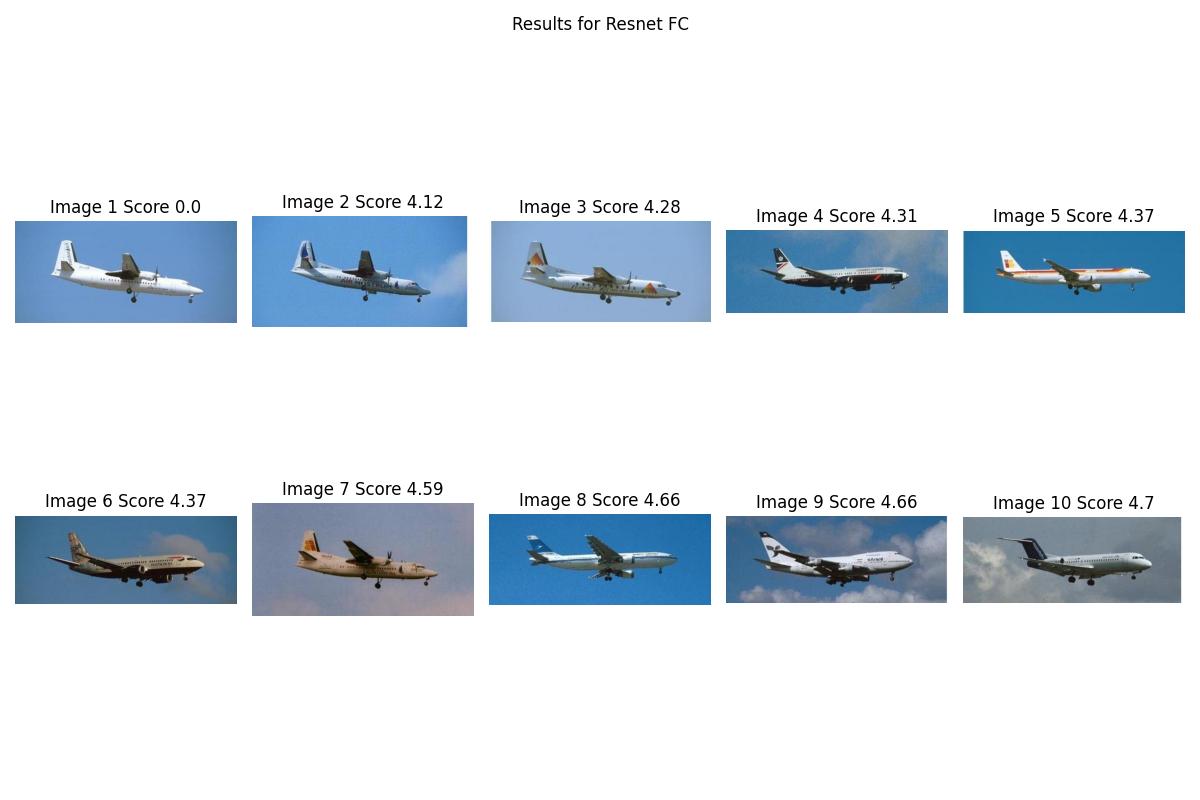 Results for Resnet FC
Image 1 Score 0.0
Image 2 Score 4.12
Image 3 Score 4.28
Image 4 Score 4.31
Image 5 Score 4.37
Image 6 Score 4.37
Image 7 Score 4.59
Image 8 Score 4.66
Image 9 Score 4.66
Image 10 Score 4.7